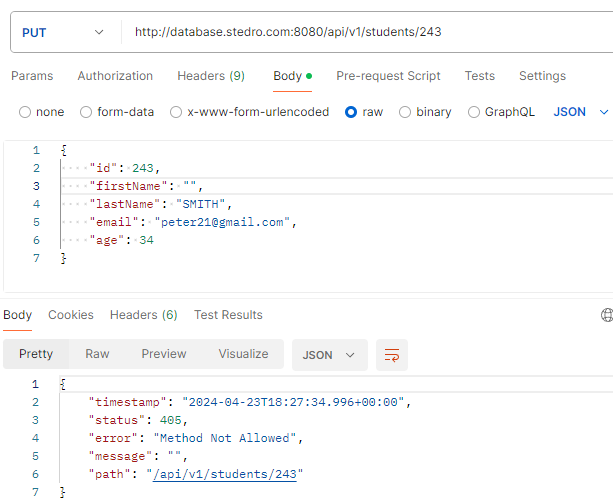 PUT http://database.stedro.com:8080/api/v1/students/243
Params Authorization Headers (9) Body Pre-request Script Tests Settings
none form-data x-www-form-urlencoded raw binary GraphQL JSON
1 {
2 "id": 243,
3 "firstName": "",
4 "lastName": "SMITH",
5 "email": "peter21@gmail.com",
6 "age": 34
7 }
Body Cookies Headers (6) Test Results
Pretty Raw Preview Visualize JSON
1 {
2 "timestamp": "2024-04-23T18:27:34.996+00:00",
3 "status": 405,
4 "error": "Method Not Allowed",
5 "message": "",
6 "path": "/api/v1/students/243"
7 }